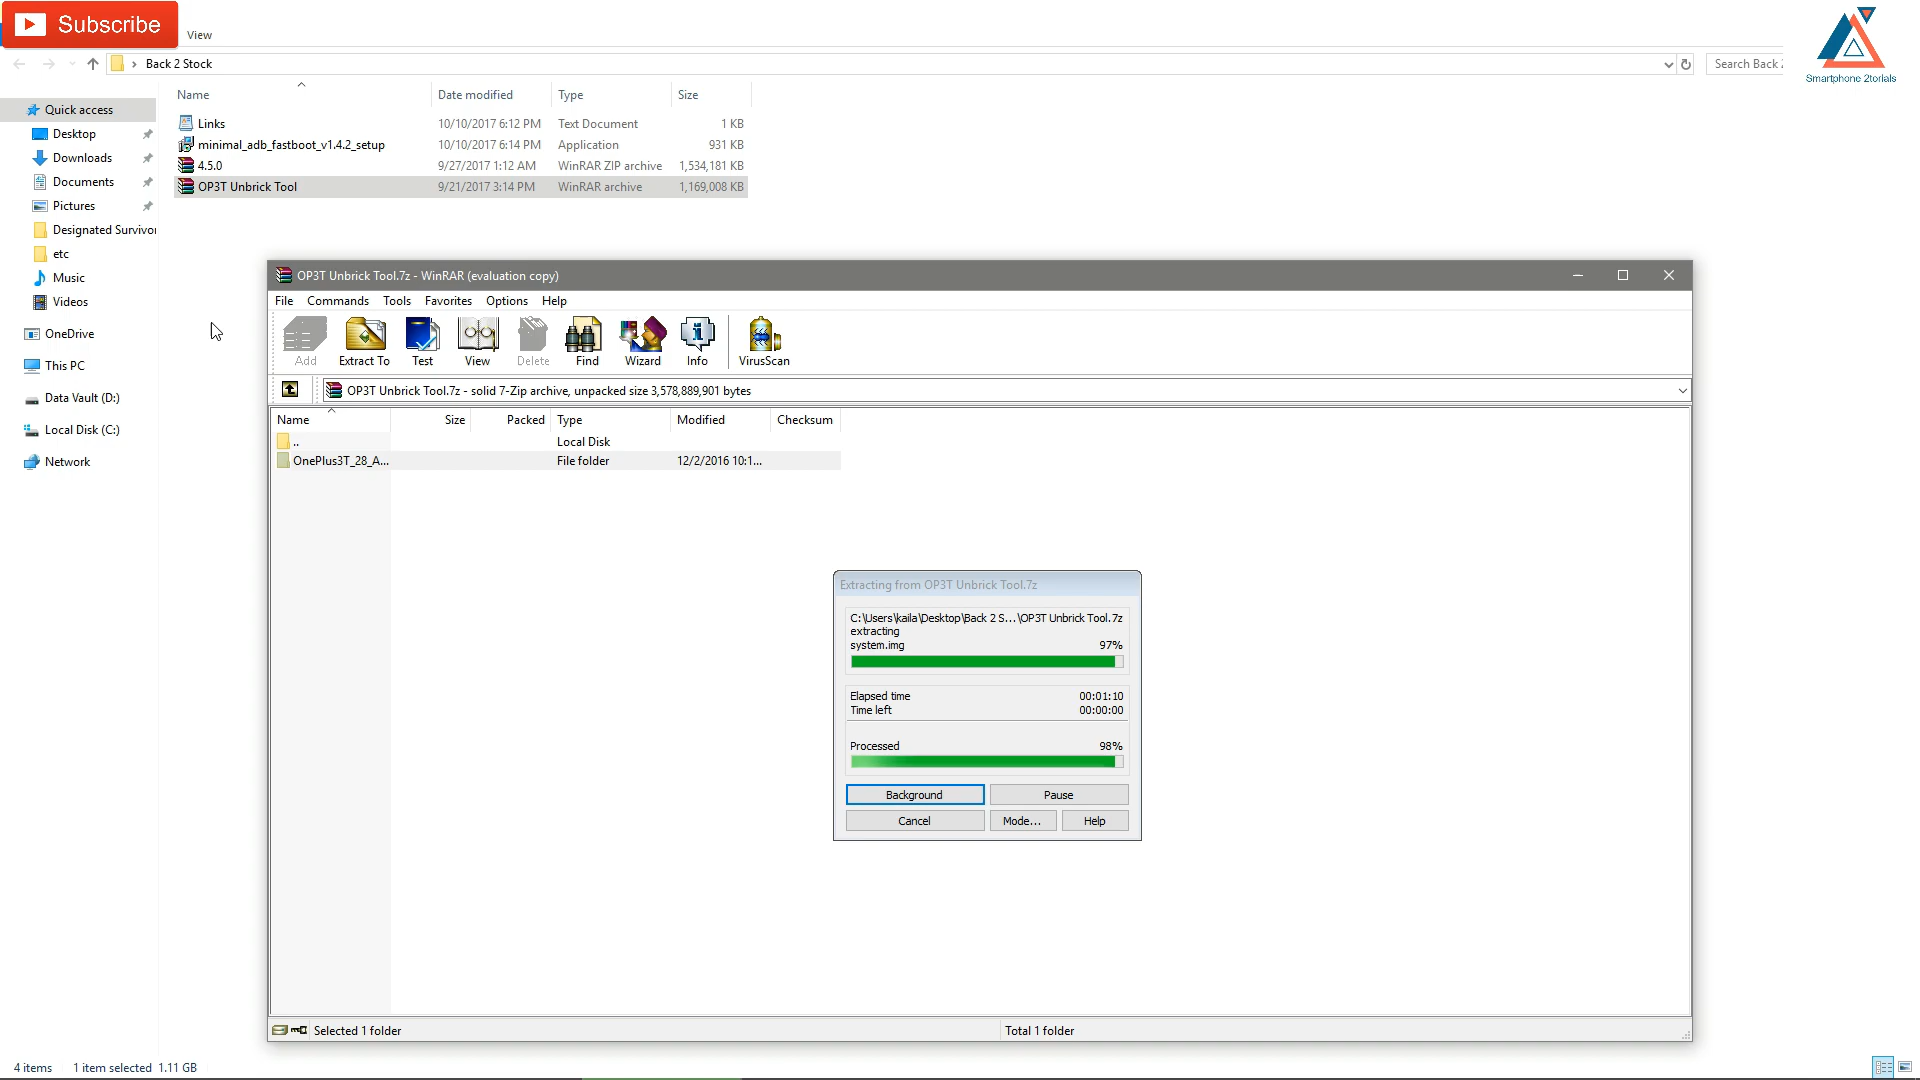 Subscribe
View
Back 2 Stock
Search Back 2
Smartphone 2torials
Name Date modified Type Size
Links 10/10/2017 6:12 PM Text Document 1 KB
minimal_adb_fastboot_v1.4.2_setup 10/10/2017 6:14 PM Application 931 KB
4.5.0 9/27/2017 1:12 AM WinRAR ZIP archive 1,534,181 KB
OP3T Unbrick Tool 9/21/2017 3:14 PM WinRAR archive 1,169,008 KB
Quick access
Desktop
Downloads
Documents
Pictures
Designated Survivor
etc
Music
Videos
OneDrive
This PC
Data Vault (D:)
Local Disk (C:)
Network
OP3T Unbrick Tool.7z - WinRAR (evaluation copy)
File Commands Tools Favorites Options Help
Add Extract To Test View Delete Find Wizard Info VirusScan
OP3T Unbrick Tool.7z - solid 7-Zip archive, unpacked size 3,578,889,901 bytes
Name Size Packed Type Modified Checksum
.. Local Disk
OnePlus3T_28_A... File folder 12/2/2016 10:1...
Extracting from OP3T Unbrick Tool.7z
C:\Users\kaila\Desktop\Back 2 S...\OP3T Unbrick Tool.7z
extracting
system.img 97%
Elapsed time 00:01:10
Time left 00:00:00
Processed 98%
Background Pause
Cancel Mode... Help
Selected 1 folder Total 1 folder
4 items 1 item selected 1.11 GB